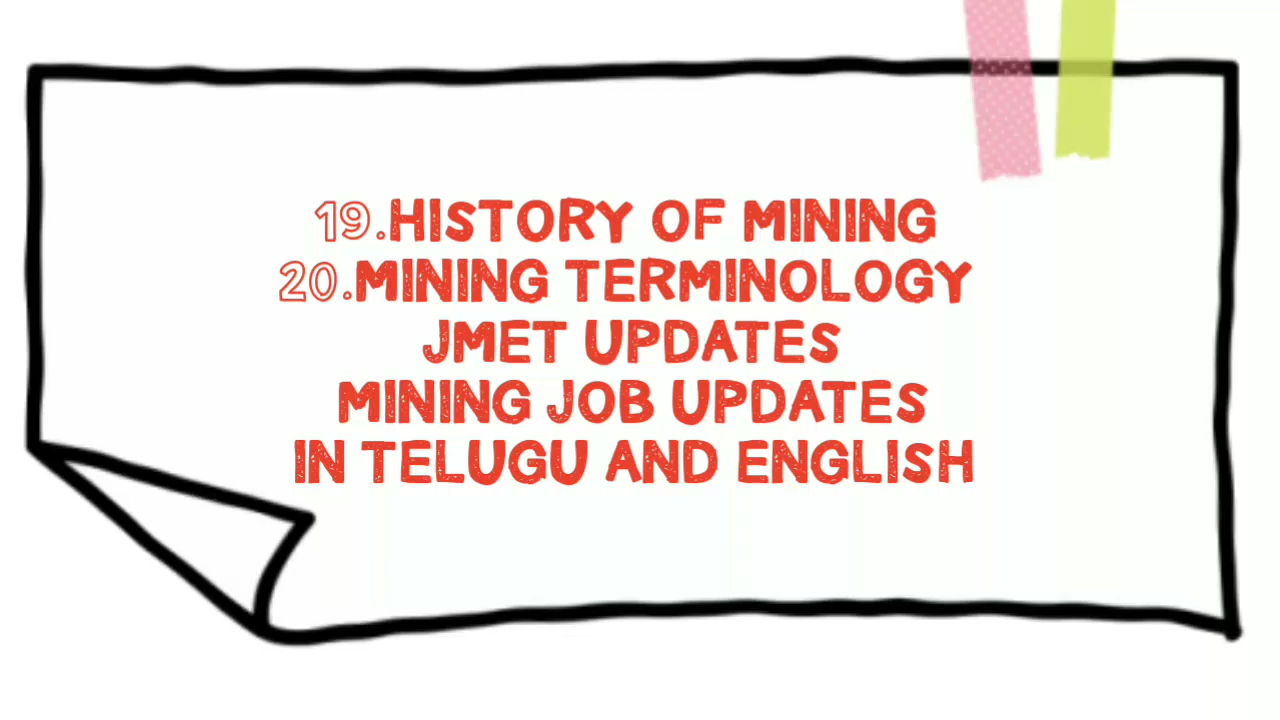 19.HISTORY OF MINING
20.MINING TERMINOLOGY
JMET UPDATES
MINING JOB UPDATES
IN TELUGU AND ENGLISH